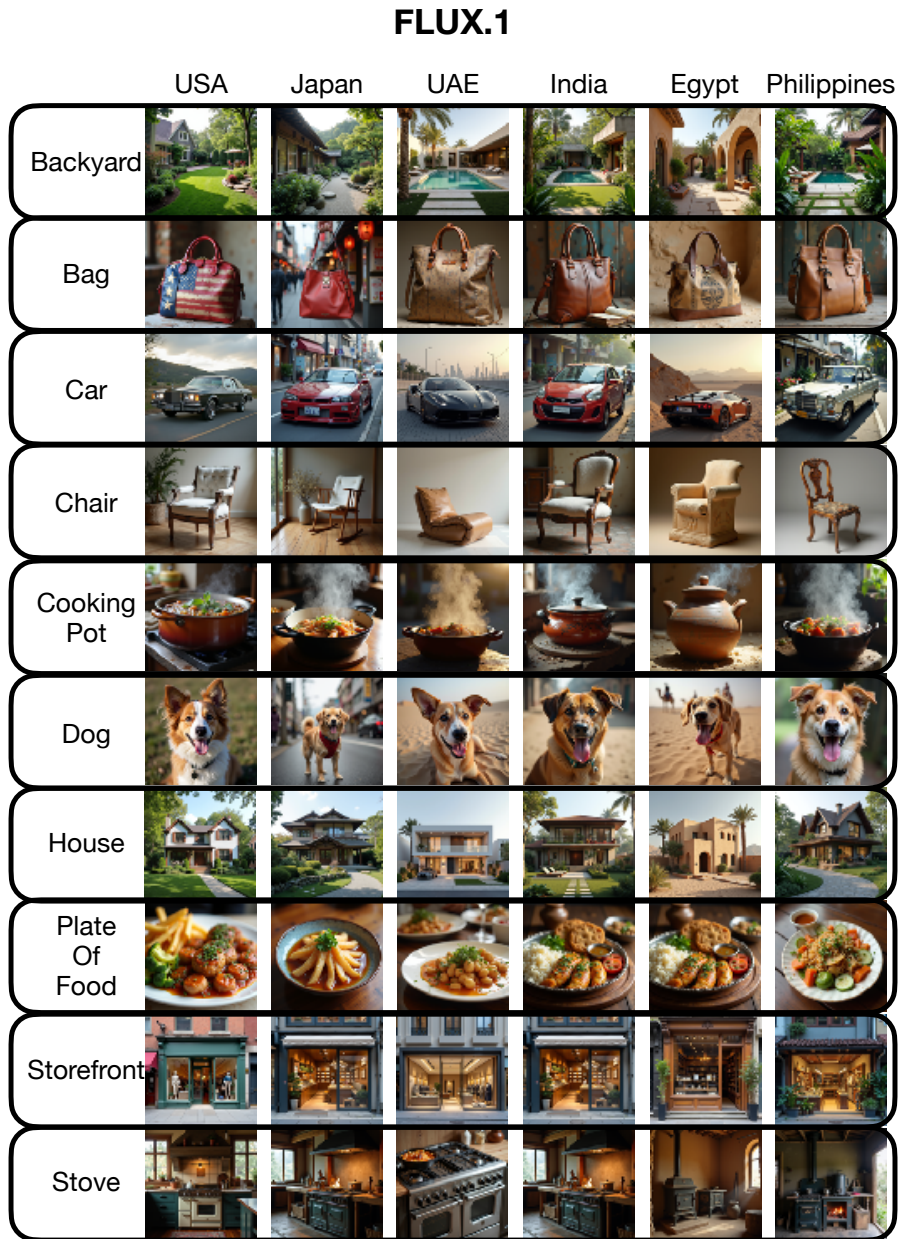 FLUX.1
USA Japan UAE India Egypt Philippines
Backyard
Bag
Car
Chair
Cooking
Pot
Dog
House
Plate
Of
Food
Storefront
Stove